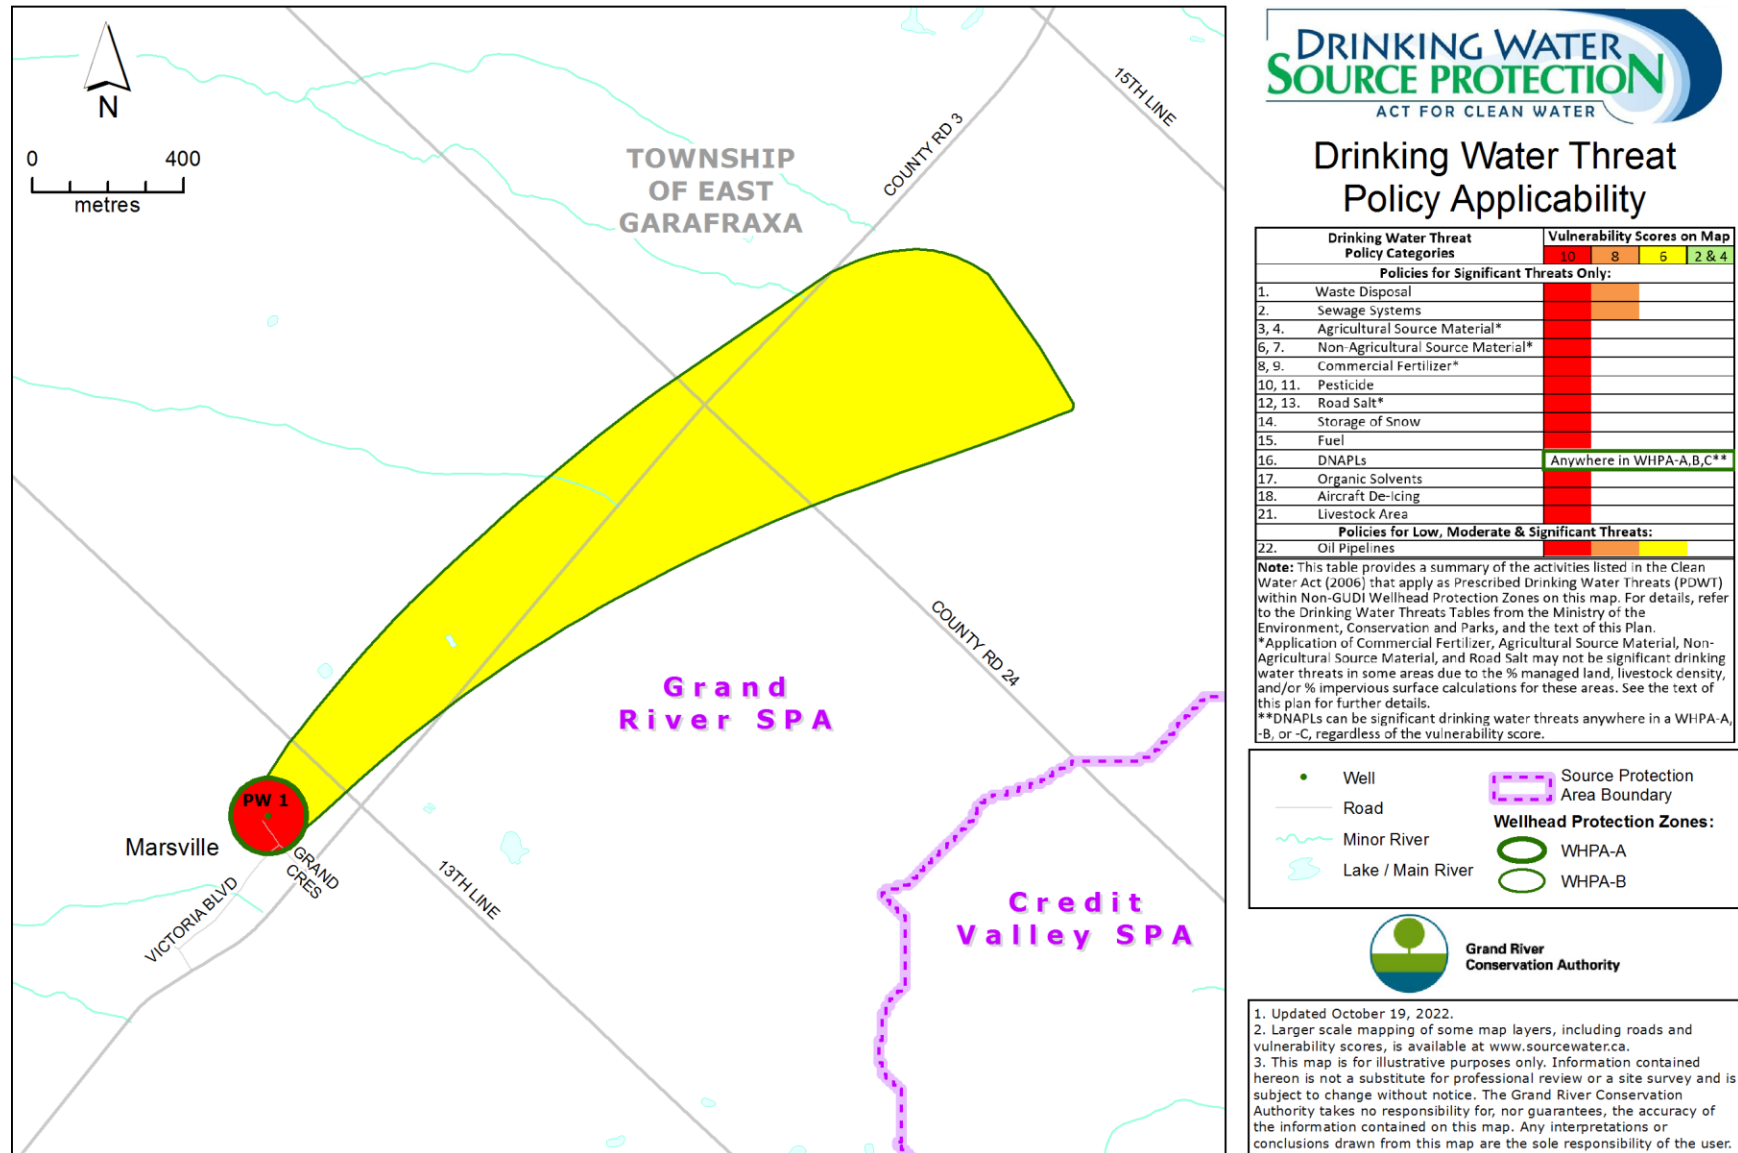 N
0 400
metres
TOWNSHIP
OF EAST
GARAFRAXA
COUNTY RD 3
15TH LINE
COUNTY RD 24
Grand
River SPA
Credit
Valley SPA
PW 1
Marsville
GRAND
CRES
VICTORIA BLVD
13TH LINE
DRINKING WATER
SOURCE PROTECTION
ACT FOR CLEAN WATER
Drinking Water Threat
Policy Applicability
Drinking Water Threat
Policy Categories
Vulnerability Scores on Map
10 8 6 2 & 4
Policies for Significant Threats Only:
1. Waste Disposal
2. Sewage Systems
3, 4. Agricultural Source Material*
6, 7. Non-Agricultural Source Material*
8, 9. Commercial Fertilizer*
10, 11. Pesticide
12, 13. Road Salt*
14. Storage of Snow
15. Fuel
16. DNAPLs Anywhere in WHPA-A,B,C**
17. Organic Solvents
18. Aircraft De-Icing
21. Livestock Area
Policies for Low, Moderate & Significant Threats:
22. Oil Pipelines
Note: This table provides a summary of the activities listed in the Clean
Water Act (2006) that apply as Prescribed Drinking Water Threats (PDWT)
within Non-GUDI Wellhead Protection Zones on this map. For details, refer
to the Drinking Water Threats Tables from the Ministry of the
Environment, Conservation and Parks, and the text of this Plan.
*Application of Commercial Fertilizer, Agricultural Source Material, Non-
Agricultural Source Material, and Road Salt may not be significant drinking
water threats in some areas due to the % managed land, livestock density,
and/or % impervious surface calculations for these areas. See the text of
this plan for further details.
**DNAPLs can be significant drinking water threats anywhere in a WHPA-A,
-B, or -C, regardless of the vulnerability score.
Well
Road
Minor River
Lake / Main River
Source Protection
Area Boundary
Wellhead Protection Zones:
WHPA-A
WHPA-B
Grand River
Conservation Authority
1. Updated October 19, 2022.
2. Larger scale mapping of some map layers, including roads and
vulnerability scores, is available at www.sourcewater.ca.
3. This map is for illustrative purposes only. Information contained
hereon is not a substitute for professional review or a site survey and is
subject to change without notice. The Grand River Conservation
Authority takes no responsibility for, nor guarantees, the accuracy of
the information contained on this map. Any interpretations or
conclusions drawn from this map are the sole responsibility of the user.